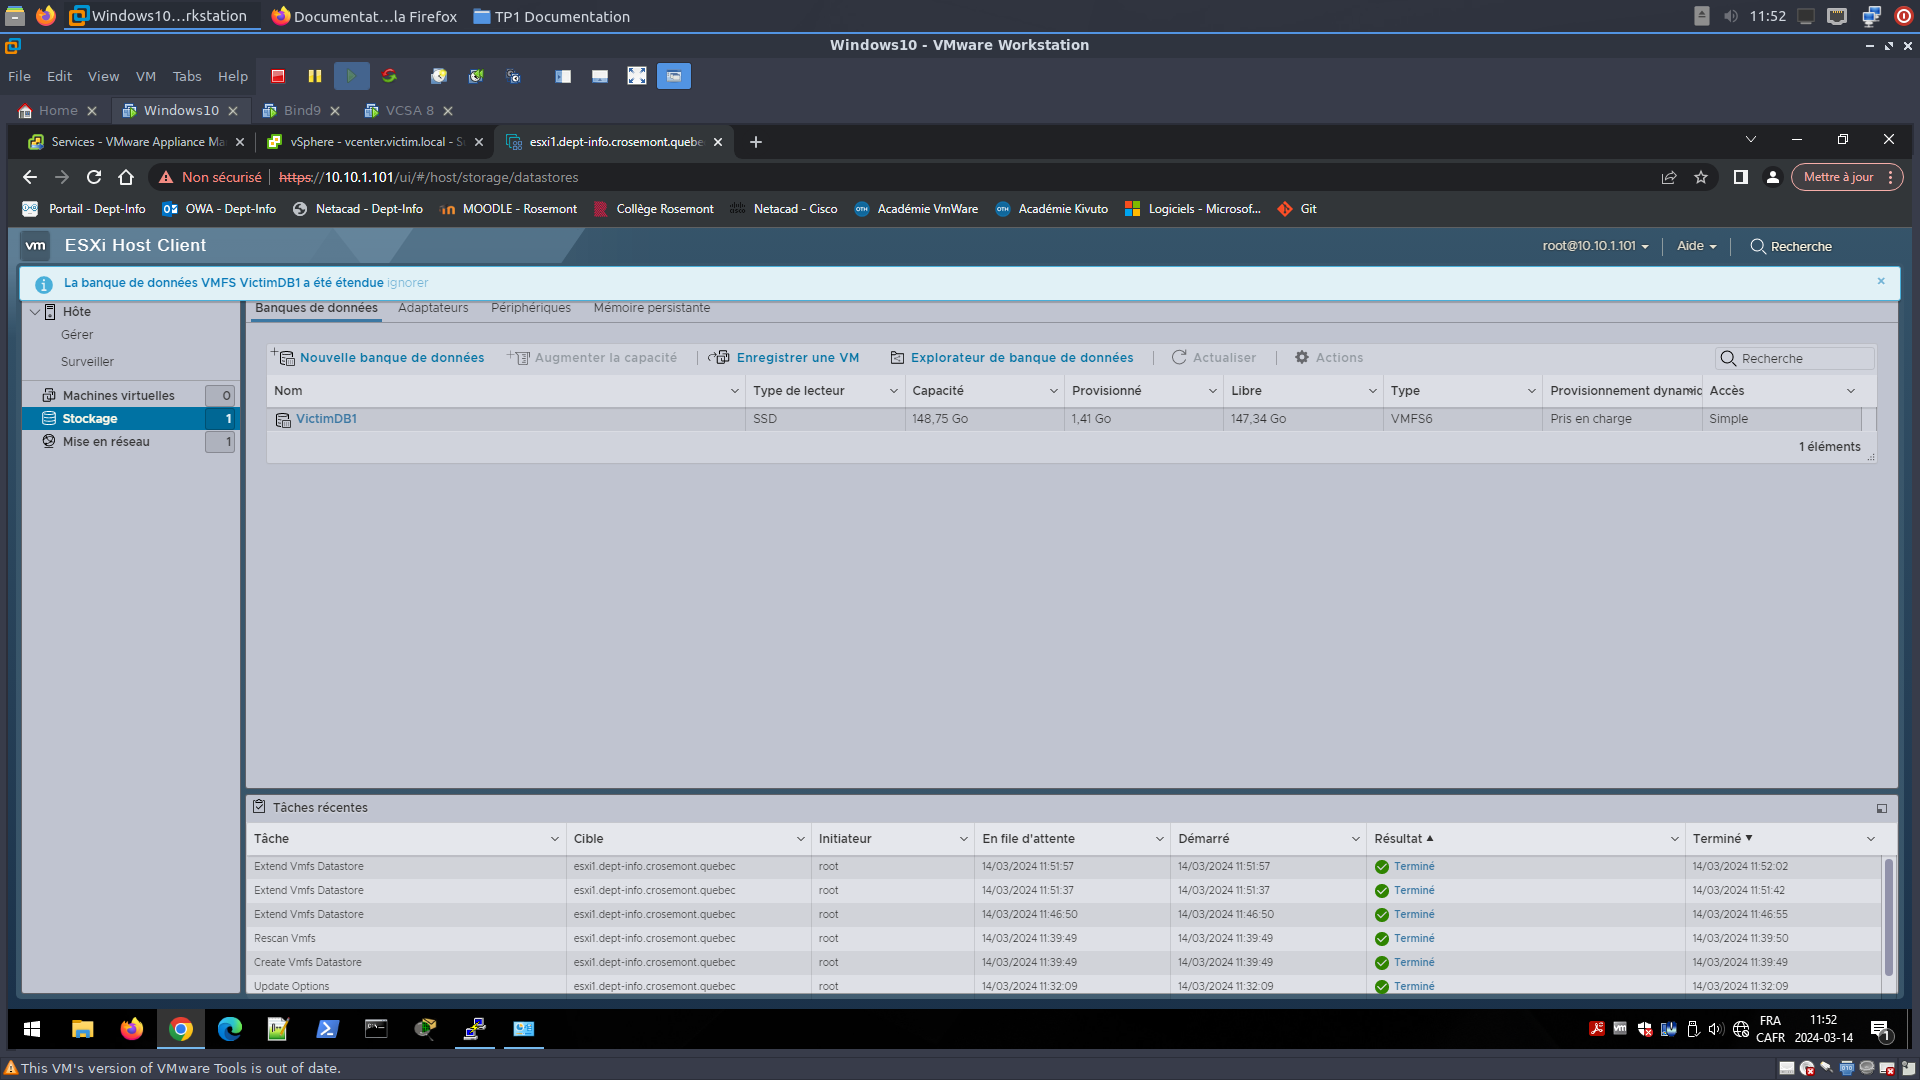 Windows10...rkstation
Documentat...la Firefox
TP1 Documentation
11:52
Windows10 - VMware Workstation
File Edit View VM Tabs Help
Home
Windows10
Bind9
VCSA 8
Services - VMware Appliance Ma
vSphere - vcenter.victim.local - S
esxi1.dept-info.crosemont.quebe
Non sécurisé
https://10.10.1.101/ui/#/host/storage/datastores
Mettre à jour
Portail - Dept-Info
OWA - Dept-Info
Netacad - Dept-Info
MOODLE - Rosemont
Collège Rosemont
Netacad - Cisco
Académie VmWare
Académie Kivuto
Logiciels - Microsof...
Git
vm ESXi Host Client
root@10.10.1.101
Aide
Recherche
La banque de données VMFS VictimDB1 a été étendue ignorer
Hôte
Gérer
Surveiller
Machines virtuelles 0
Stockage 1
Mise en réseau 1
Banques de données Adaptateurs Périphériques Mémoire persistante
Nouvelle banque de données Augmenter la capacité Enregistrer une VM Explorateur de banque de données Actualiser Actions Recherche
Nom Type de lecteur Capacité Provisionné Libre Type Provisionnement dynamic Accès
VictimDB1 SSD 148,75 Go 1,41 Go 147,34 Go VMFS6 Pris en charge Simple
1 éléments
Tâches récentes
Tâche Cible Initiateur En file d'attente Démarré Résultat Terminé
Extend Vmfs Datastore esxi1.dept-info.crosemont.quebec root 14/03/2024 11:51:57 14/03/2024 11:51:57 Terminé 14/03/2024 11:52:02
Extend Vmfs Datastore esxi1.dept-info.crosemont.quebec root 14/03/2024 11:51:37 14/03/2024 11:51:37 Terminé 14/03/2024 11:51:42
Extend Vmfs Datastore esxi1.dept-info.crosemont.quebec root 14/03/2024 11:46:50 14/03/2024 11:46:50 Terminé 14/03/2024 11:46:55
Rescan Vmfs esxi1.dept-info.crosemont.quebec root 14/03/2024 11:39:49 14/03/2024 11:39:49 Terminé 14/03/2024 11:39:50
Create Vmfs Datastore esxi1.dept-info.crosemont.quebec root 14/03/2024 11:39:49 14/03/2024 11:39:49 Terminé 14/03/2024 11:39:49
Update Options esxi1.dept-info.crosemont.quebec root 14/03/2024 11:32:09 14/03/2024 11:32:09 Terminé 14/03/2024 11:32:09
FRA
CAFR
11:52
2024-03-14
1
This VM's version of VMware Tools is out of date.